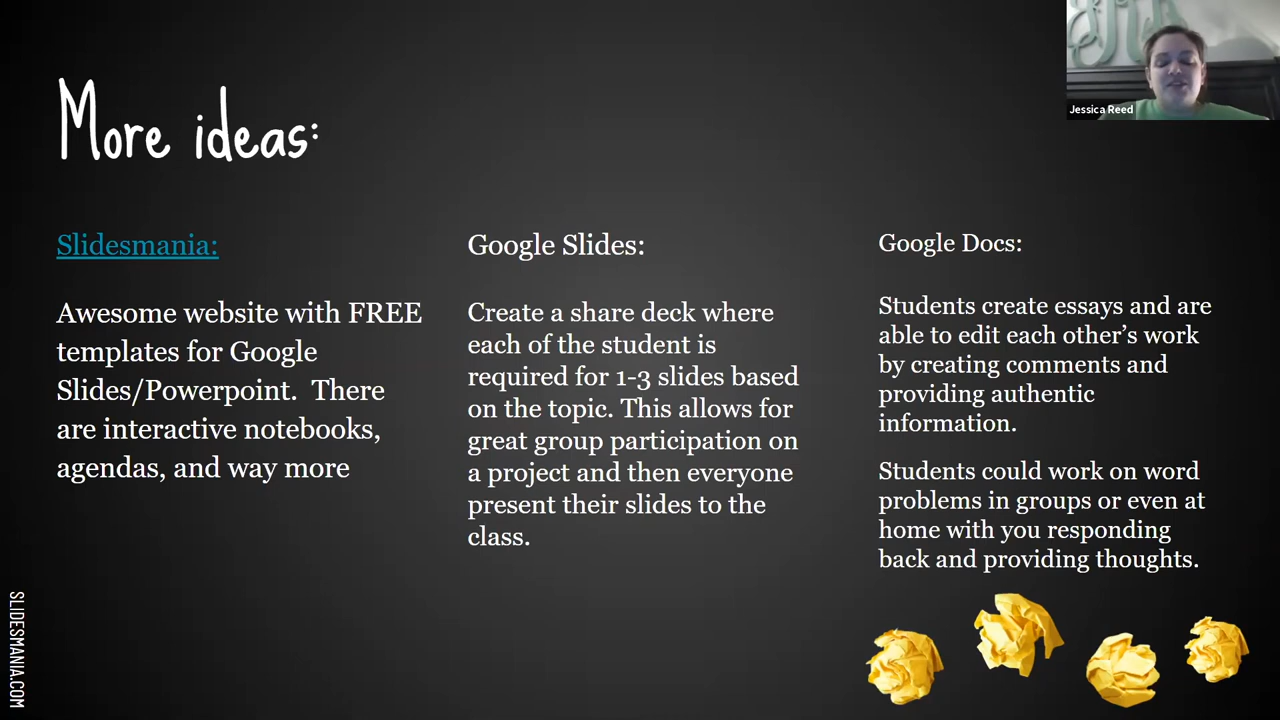 More ideas:
Jessica Reed
Slidesmania:
Awesome website with FREE
templates for Google
Slides/Powerpoint.  There
are interactive notebooks,
agendas, and way more
Google Slides:
Create a share deck where
each of the student is
required for 1-3 slides based
on the topic. This allows for
great group participation on
a project and then everyone
present their slides to the
class.
Google Docs:
Students create essays and are
able to edit each other’s work
by creating comments and
providing authentic
information.
Students could work on word
problems in groups or even at
home with you responding
back and providing thoughts.
SLIDESMANIA.COM